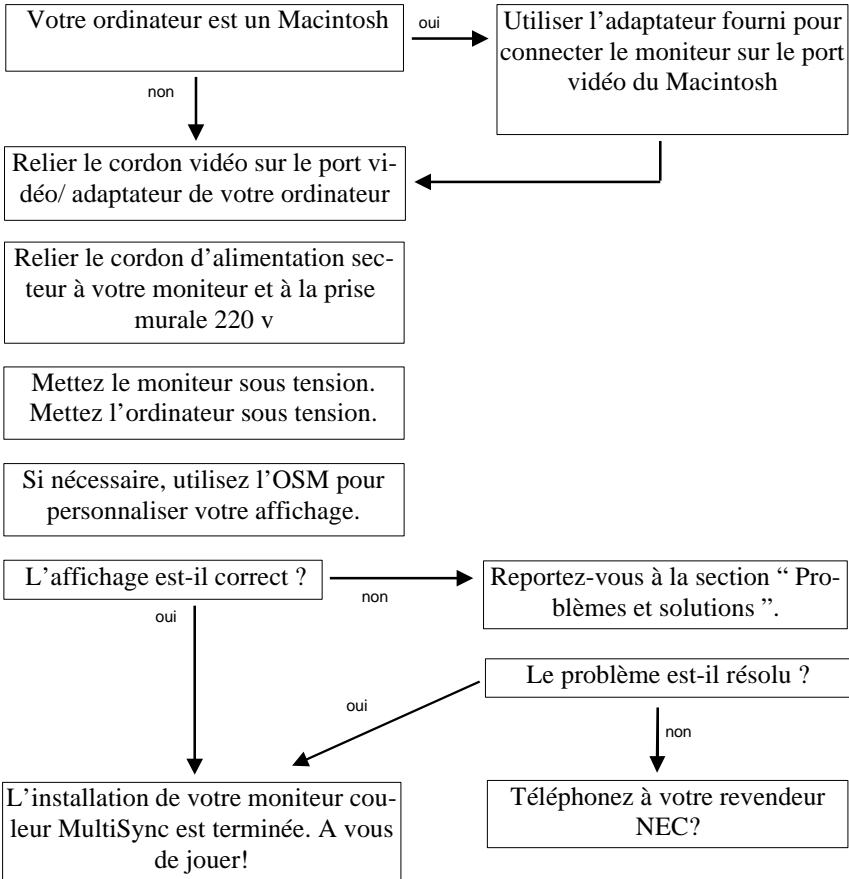 Votre ordinateur est un Macintosh
oui
Utiliser l’adaptateur fourni pour
connecter le moniteur sur le port
vidéo du Macintosh
non
Relier le cordon vidéo sur le port vi-
déo/ adaptateur de votre ordinateur
Relier le cordon d’alimentation sec-
teur à votre moniteur et à la prise
murale 220 v
Mettez le moniteur sous tension.
Mettez l’ordinateur sous tension.
Si nécessaire, utilisez l’OSM pour
personnaliser votre affichage.
L’affichage est-il correct ?
non
Reportez-vous à la section “ Pro-
blèmes et solutions ”.
oui
Le problème est-il résolu ?
oui
non
L’installation de votre moniteur cou-
leur MultiSync est terminée. A vous
de jouer!
Téléphonez à votre revendeur
NEC?